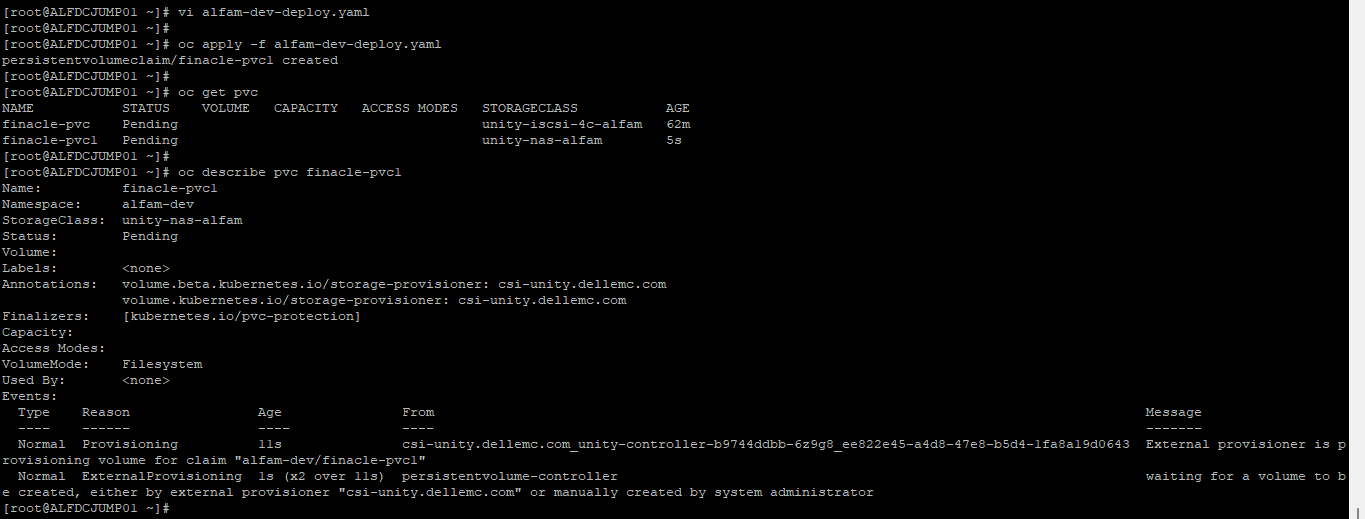 [root@ALFDCJUMP01 ~]# vi alfam-dev-deploy.yaml
[root@ALFDCJUMP01 ~]#
[root@ALFDCJUMP01 ~]# oc apply -f alfam-dev-deploy.yaml
persistentvolumeclaim/finacle-pvc1 created
[root@ALFDCJUMP01 ~]#
[root@ALFDCJUMP01 ~]# oc get pvc
NAME           STATUS    VOLUME   CAPACITY   ACCESS MODES   STORAGECLASS           AGE
finacle-pvc    Pending                                      unity-iscsi-4c-alfam   62m
finacle-pvc1   Pending                                      unity-nas-alfam        5s
[root@ALFDCJUMP01 ~]#
[root@ALFDCJUMP01 ~]# oc describe pvc finacle-pvc1
Name:          finacle-pvc1
Namespace:     alfam-dev
StorageClass:  unity-nas-alfam
Status:        Pending
Volume:
Labels:        <none>
Annotations:   volume.beta.kubernetes.io/storage-provisioner: csi-unity.dellemc.com
               volume.kubernetes.io/storage-provisioner: csi-unity.dellemc.com
Finalizers:    [kubernetes.io/pvc-protection]
Capacity:
Access Modes:
VolumeMode:    Filesystem
Used By:       <none>
Events:
  Type    Reason                Age                From                                                                                         Message
  ----    ------                ----               ----                                                                                         -------
  Normal  Provisioning          11s                csi-unity.dellemc.com_unity-controller-b9744ddbb-6z9g8_ee822e45-a4d8-47e8-b5d4-1fa8a19d0643  External provisioner is p
rovisioning volume for claim "alfam-dev/finacle-pvc1"
  Normal  ExternalProvisioning  1s (x2 over 11s)  persistentvolume-controller                                                                  waiting for a volume to b
e created, either by external provisioner "csi-unity.dellemc.com" or manually created by system administrator
[root@ALFDCJUMP01 ~]#